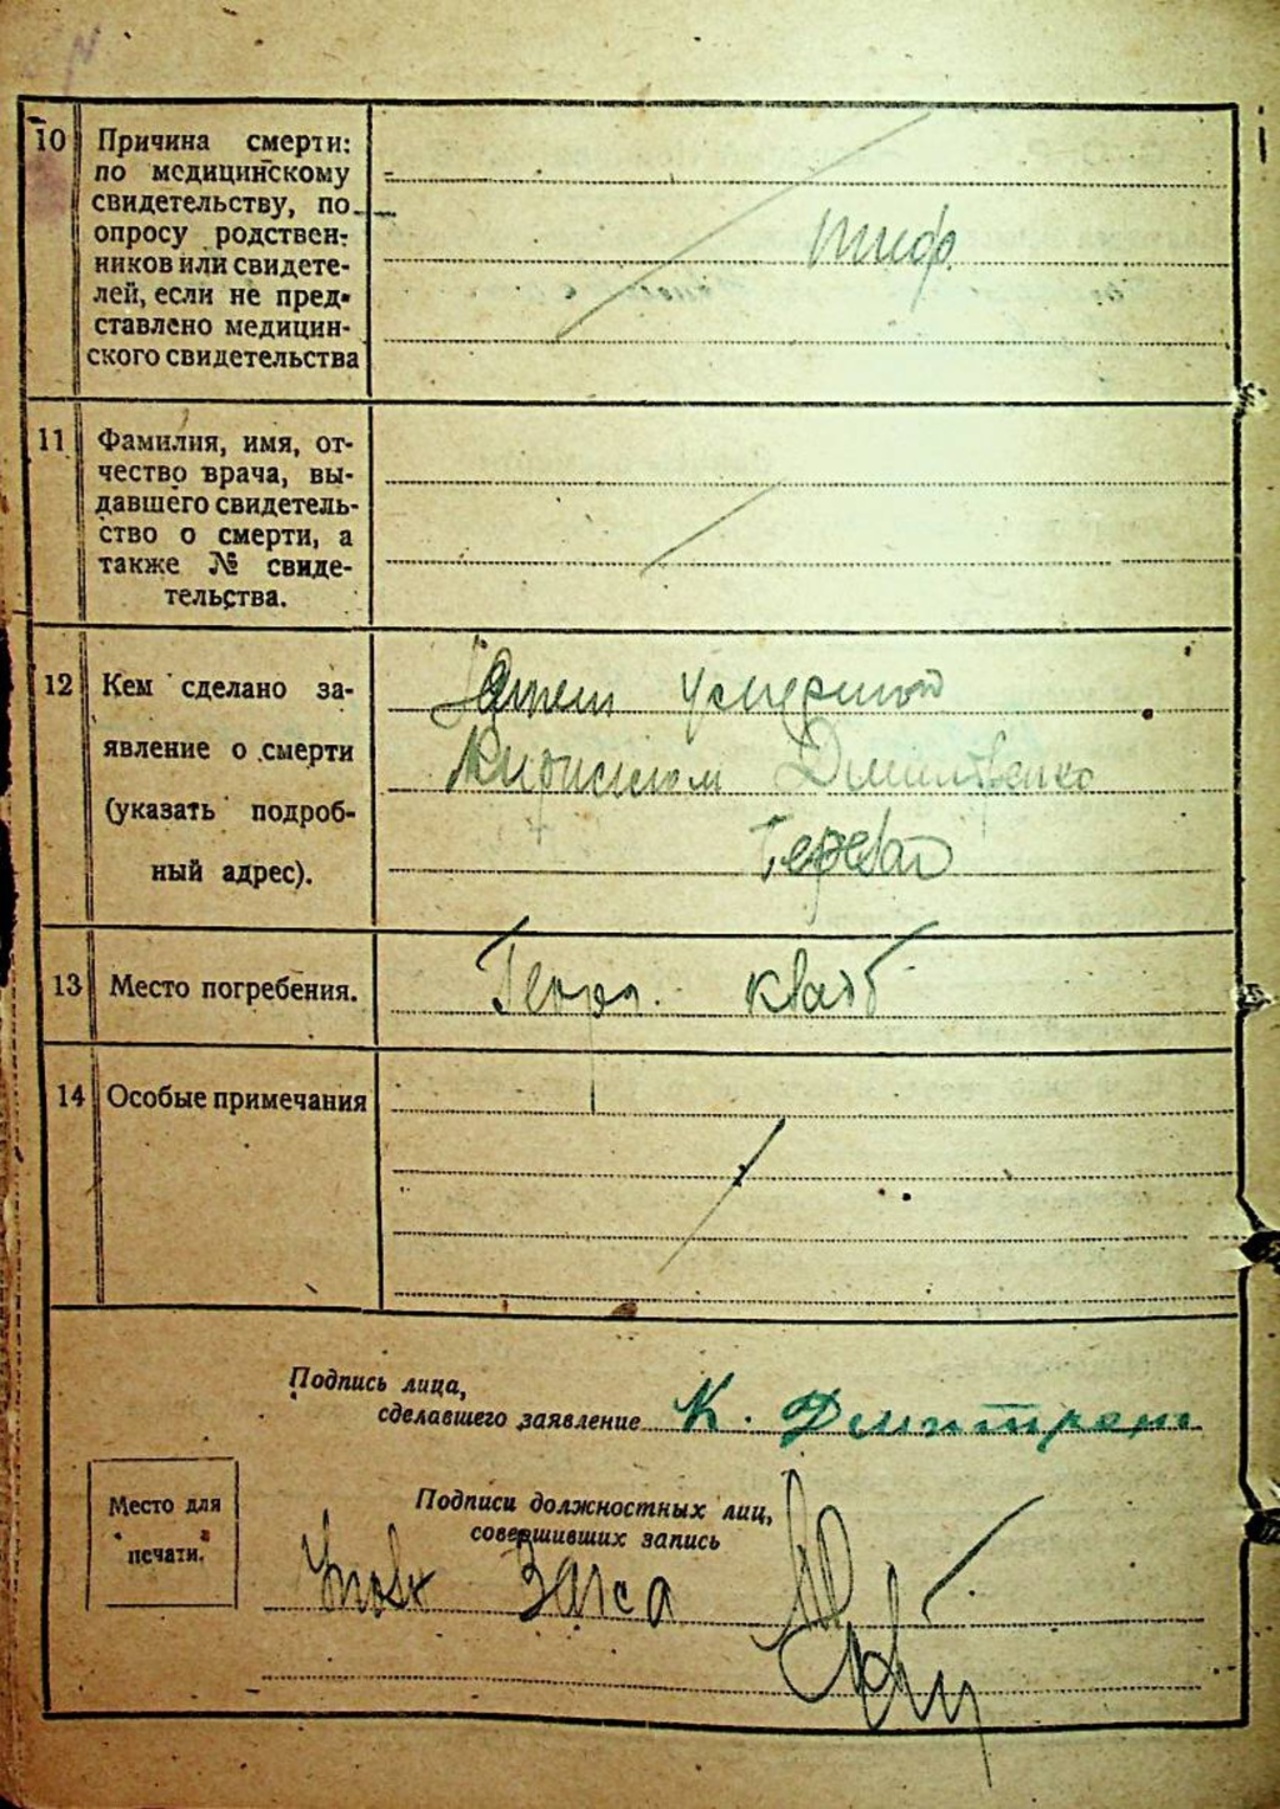 10
Причина смерти:
по медицинскому
свидетельству, по
опросу родствен-
ников или свидете-
лей, если не пред-
ставлено медицин-
ского свидетельства
тиф
11
Фамилия, имя, от-
чество врача, вы-
давшего свидетель-
ство о смерти, а
также № свиде-
тельства.
12
Кем сделано за-
явление о смерти
(указать подроб-
ный адрес).
умершой
13
Место погребения.
14
Особые примечания
Подпись лица,
сделавшего заявление К.
Подписи должностных лиц,
совершивших запись
Место для
печати.
Загса